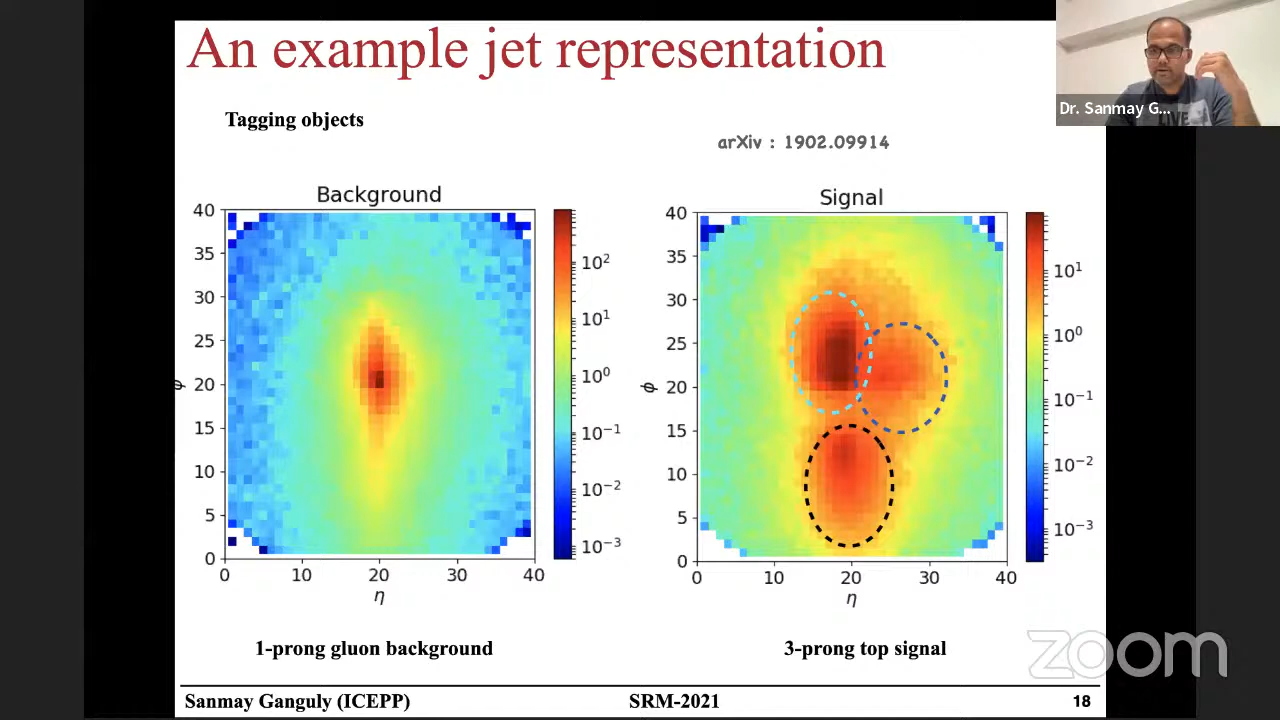 An example jet representation
Dr. Sanmay G...
Tagging objects
arXiv : 1902.09914
Background
40
35
30
25
20
15
10
5
0
ϕ
0 10 20 30 40
η
10²
10¹
10⁰
10⁻¹
10⁻²
10⁻³
Signal
40
35
30
25
20
15
10
5
0
ϕ
0 10 20 30 40
η
10¹
10⁰
10⁻¹
10⁻²
10⁻³
1-prong gluon background
3-prong top signal
zoom
Sanmay Ganguly (ICEPP) SRM-2021 18